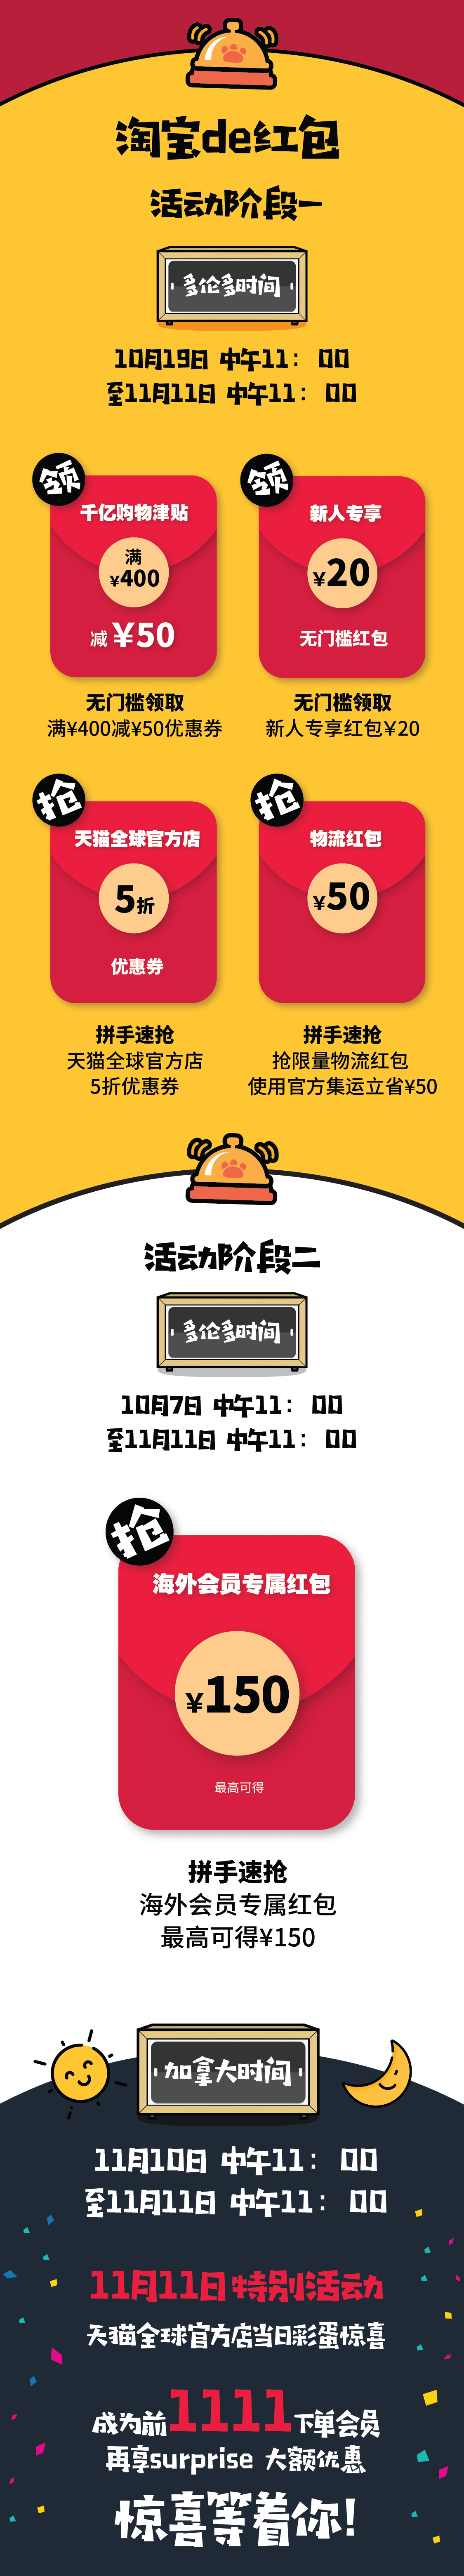 淘宝de红包
活动阶段一
多伦多时间
10月19日 中午11：00
至11月11日 中午11：00
领
千亿购物津贴
满
¥400
减¥50
无门槛领取
满¥400减¥50优惠券
领
新人专享
¥20
无门槛红包
无门槛领取
新人专享红包¥20
抢
天猫全球官方店
5折
优惠券
拼手速抢
天猫全球官方店
5折优惠券
抢
物流红包
¥50
拼手速抢
抢限量物流红包
使用官方集运立省¥50
活动阶段二
多伦多时间
10月7日 中午11：00
至11月11日 中午11：00
抢
海外会员专属红包
¥150
最高可得
拼手速抢
海外会员专属红包
最高可得¥150
加拿大时间
11月10日 中午11：00
至11月11日 中午11：00
11月11日特别活动
天猫全球官方店当日彩蛋惊喜
成为前1111下单会员
再享surprise 大额优惠
惊喜等着你!